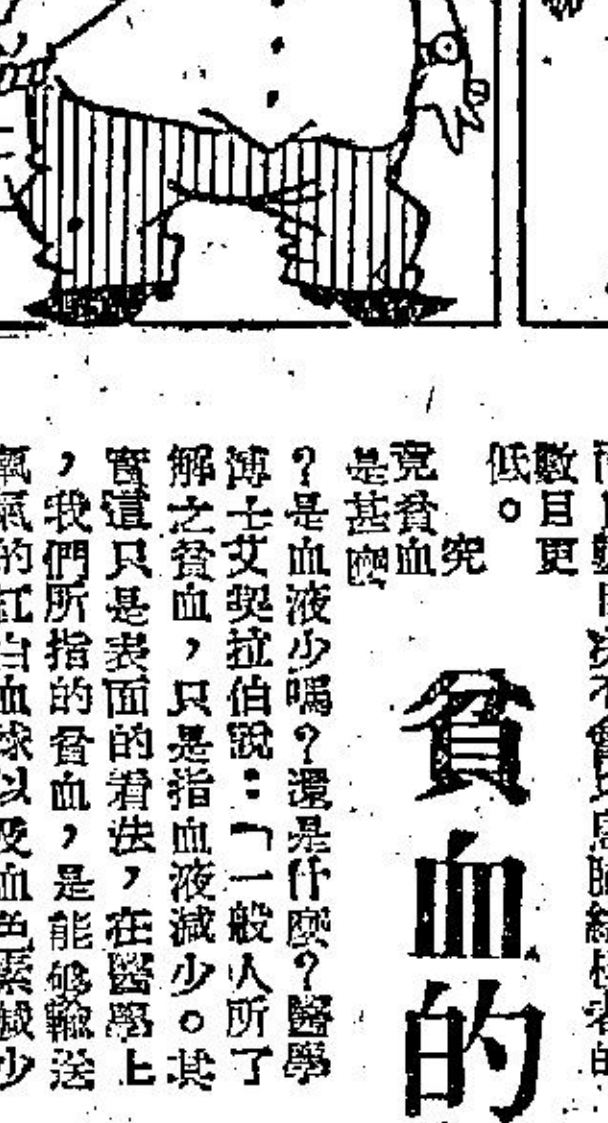 數目更
低。
貧血的
究
竟貧血
是甚麼
？是血液少嗎？還是什麼？醫學
博士艾契拉伯說：「一般人所了
解之貧血，只是指血液減少。其
實這只是表面的看法，在醫學上
，我們所指的貧血，是能够輸送
氧氣的紅白血球以及血色素減少